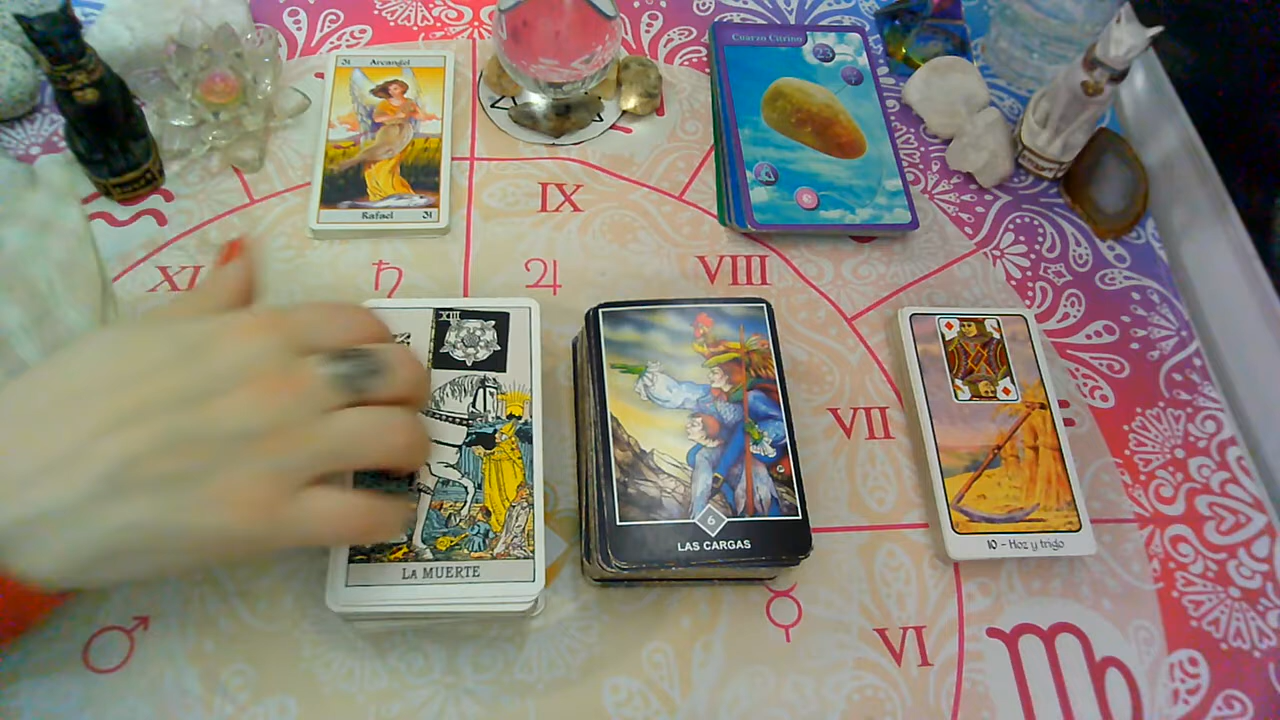 31 Arcangel
Rafael 31
Cuarzo Citrino
23
IX
XI
VIII
XIII
VII
LA MUERTE
6
LAS CARGAS
10 - Hoz y trigo
VI